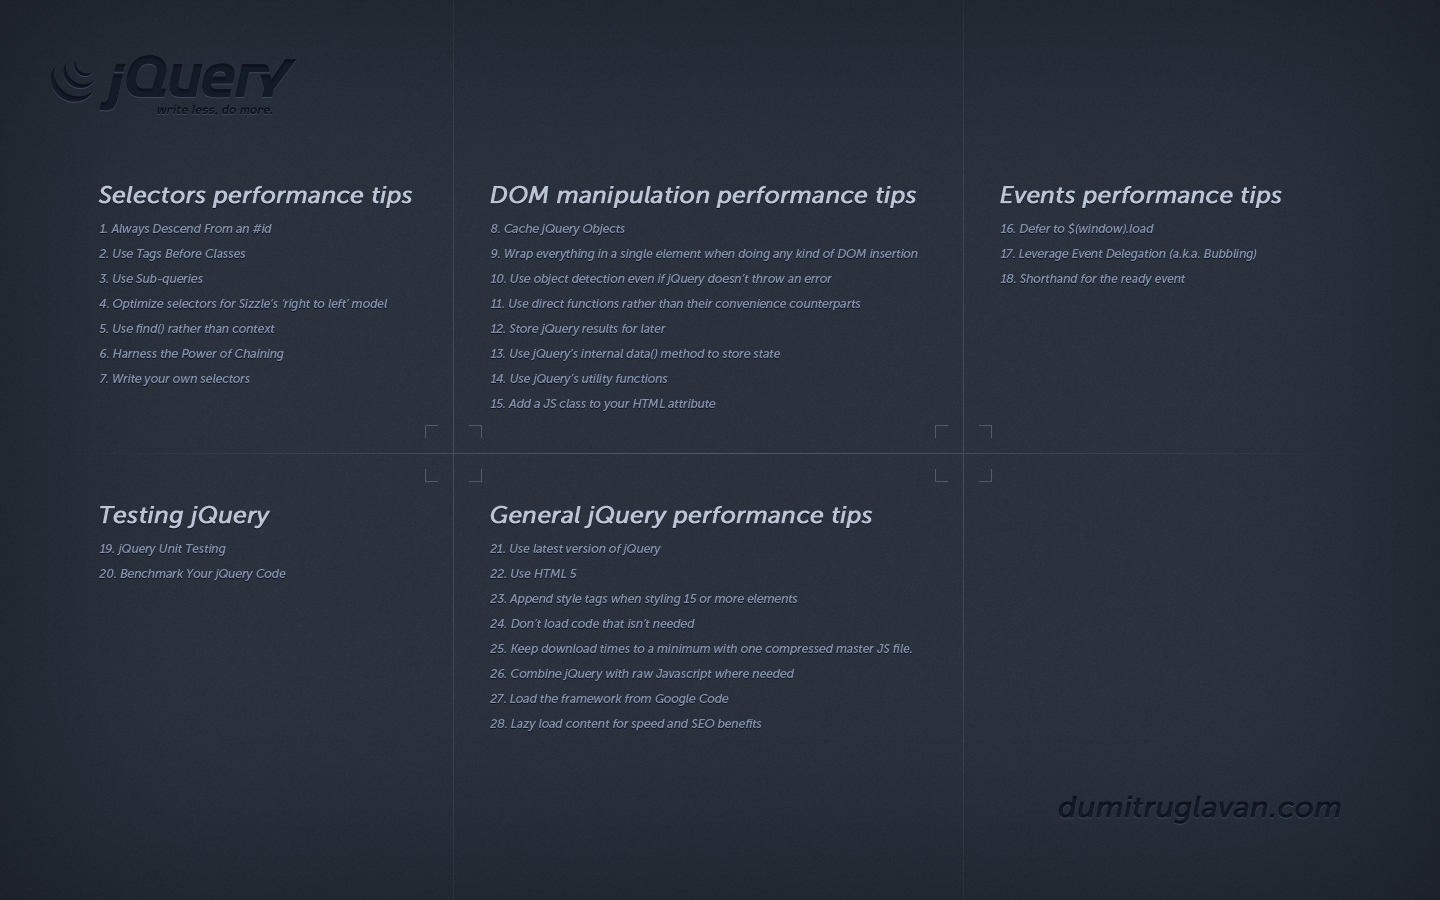 jQuery
write less, do more.
Selectors performance tips
1. Always Descend From an #id
2. Use Tags Before Classes
3. Use Sub-queries
4. Optimize selectors for Sizzle's 'right to left' model
5. Use find() rather than context
6. Harness the Power of Chaining
7. Write your own selectors
DOM manipulation performance tips
8. Cache jQuery Objects
9. Wrap everything in a single element when doing any kind of DOM insertion
10. Use object detection even if jQuery doesn't throw an error
11. Use direct functions rather than their convenience counterparts
12. Store jQuery results for later
13. Use jQuery's internal data() method to store state
14. Use jQuery's utility functions
15. Add a JS class to your HTML attribute
Events performance tips
16. Defer to $(window).load
17. Leverage Event Delegation (a.k.a. Bubbling)
18. Shorthand for the ready event
Testing jQuery
19. jQuery Unit Testing
20. Benchmark Your jQuery Code
General jQuery performance tips
21. Use latest version of jQuery
22. Use HTML 5
23. Append style tags when styling 15 or more elements
24. Don't load code that isn't needed
25. Keep download times to a minimum with one compressed master JS file.
26. Combine jQuery with raw Javascript where needed
27. Load the framework from Google Code
28. Lazy load content for speed and SEO benefits
dumitruglavan.com